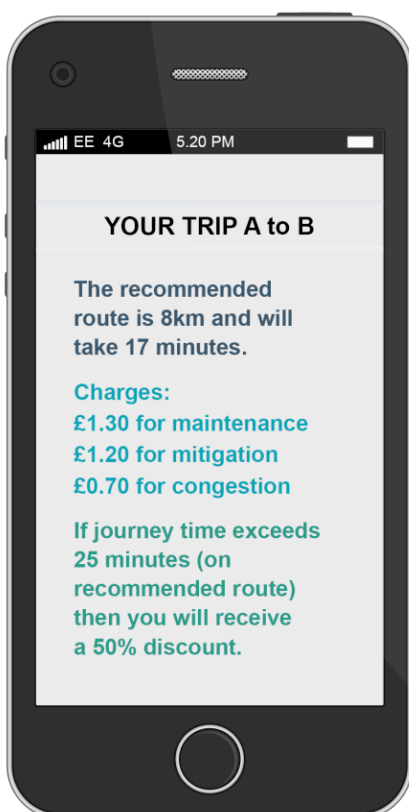 EE 4G 5.20 PM
YOUR TRIP A to B
The recommended
route is 8km and will
take 17 minutes.
Charges:
£1.30 for maintenance
£1.20 for mitigation
£0.70 for congestion
If journey time exceeds
25 minutes (on
recommended route)
then you will receive
a 50% discount.